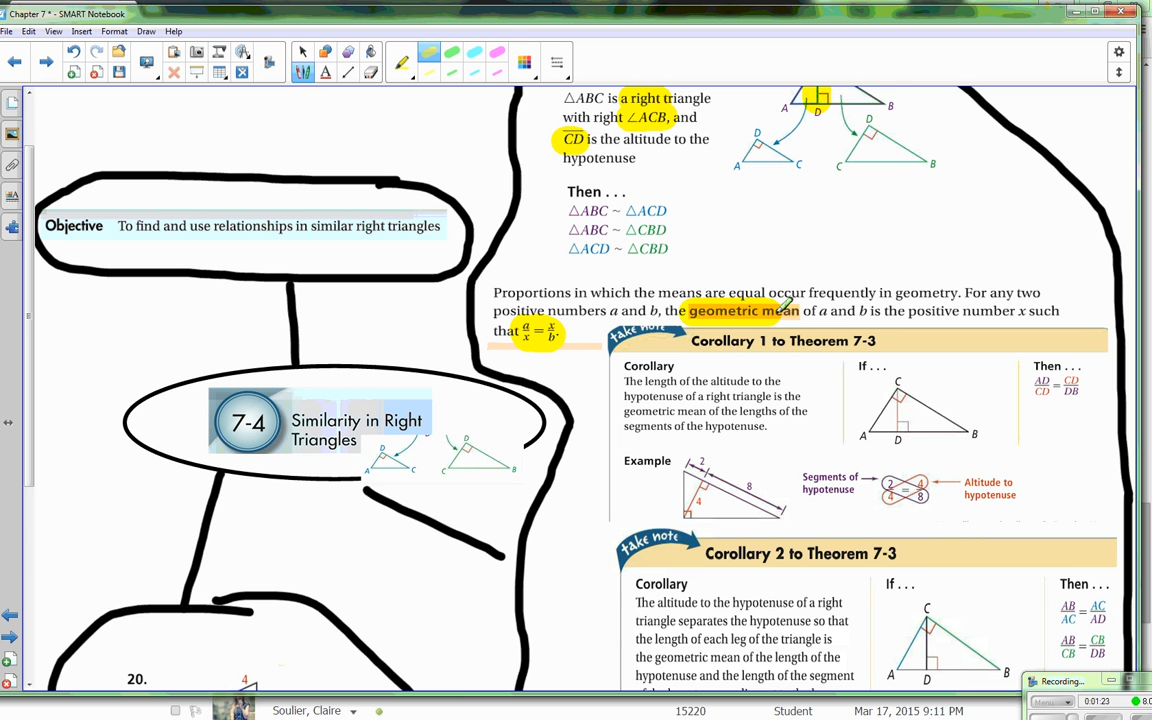 Chapter 7 * - SMART Notebook
File Edit View Insert Format Draw Help
Objective To find and use relationships in similar right triangles
7-4 Similarity in Right
Triangles
D
A C
D
C B
20.
4
△ABC is a right triangle
with right ∠ACB, and
CD is the altitude to the
hypotenuse
A D B
D
A C
D
C B
Then . . .
△ABC ~ △ACD
△ABC ~ △CBD
△ACD ~ △CBD
Proportions in which the means are equal occur frequently in geometry. For any two
positive numbers a and b, the geometric mean of a and b is the positive number x such
that a/x = x/b.
take note Corollary 1 to Theorem 7-3
Corollary
The length of the altitude to the
hypotenuse of a right triangle is the
geometric mean of the lengths of the
segments of the hypotenuse.
If . . .
C
A D B
Then . . .
AD/CD = CD/DB
Example
2
8
4
Segments of
hypotenuse
2 4
=
4 8
Altitude to
hypotenuse
take note Corollary 2 to Theorem 7-3
Corollary
The altitude to the hypotenuse of a right
triangle separates the hypotenuse so that
the length of each leg of the triangle is
the geometric mean of the length of the
hypotenuse and the length of the segment
If . . .
C
A D B
Then . . .
AB/AC = AC/AD
AB/CB = CB/DB
Recording...
Menu 0:01:23 8.0
Soulier, Claire 15220 Student Mar 17, 2015 9:11 PM